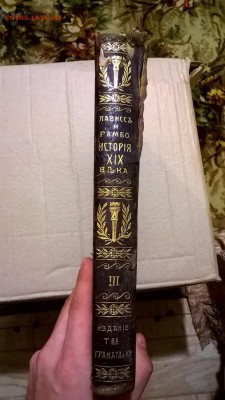 ЛАВИССЪ
И
РАМБО.
ИСТОРІЯ
XIX
ВѢКА.
III
ИЗДАНІЕ
Т-ВА